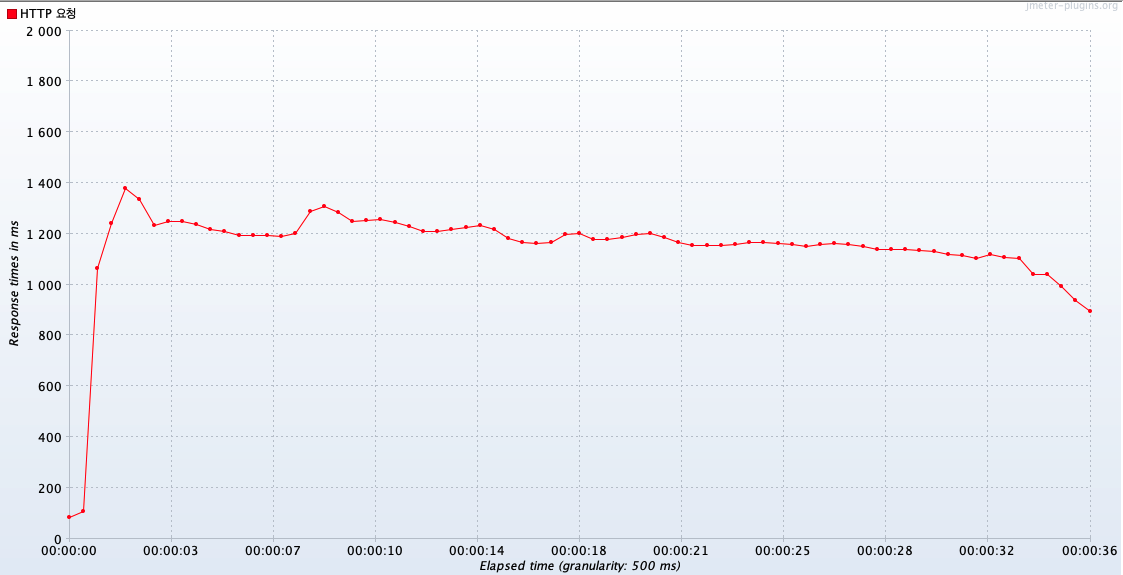 jmeter-plugins.org
HTTP 요청
2 000
1 800
1 600
1 400
1 200
1 000
800
600
400
200
0
Response times in ms
00:00:00 00:00:03 00:00:07 00:00:10 00:00:14 00:00:18 00:00:21 00:00:25 00:00:28 00:00:32 00:00:36
Elapsed time (granularity: 500 ms)